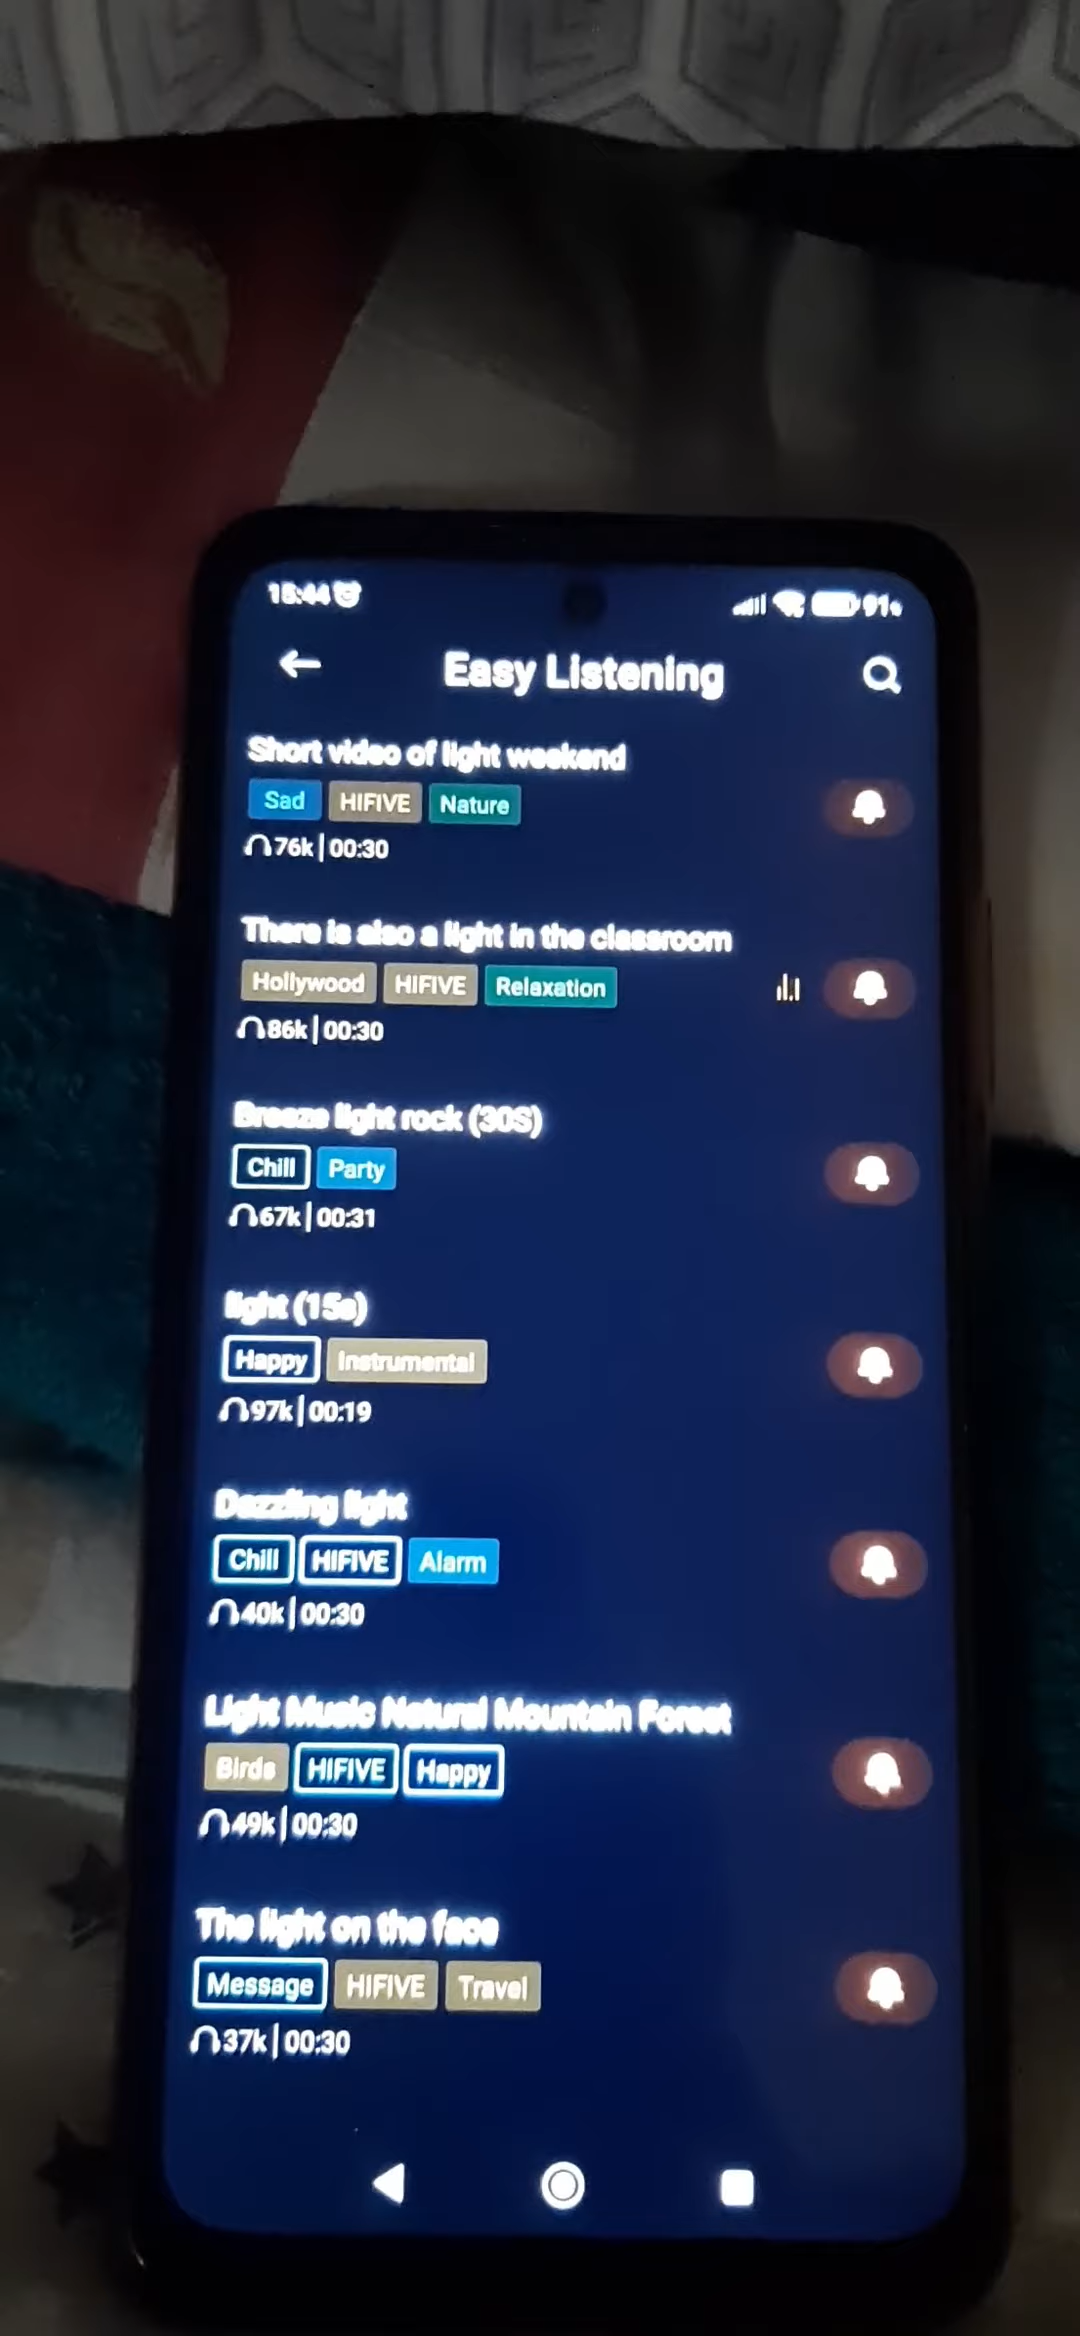 15:44 91%
Easy Listening
Short video of light weekend
Sad HIFIVE Nature
76k | 00:30
There is also a light in the classroom
Hollywood HIFIVE Relaxation
86k | 00:30
Breeze light rock (30S)
Chill Party
67k | 00:31
light (15s)
Happy Instrumental
97k | 00:19
Dazzling light
Chill HIFIVE Alarm
40k | 00:30
Light Music Natural Mountain Forest
Birds HIFIVE Happy
49k | 00:30
The light on the face
Message HIFIVE Travel
37k | 00:30